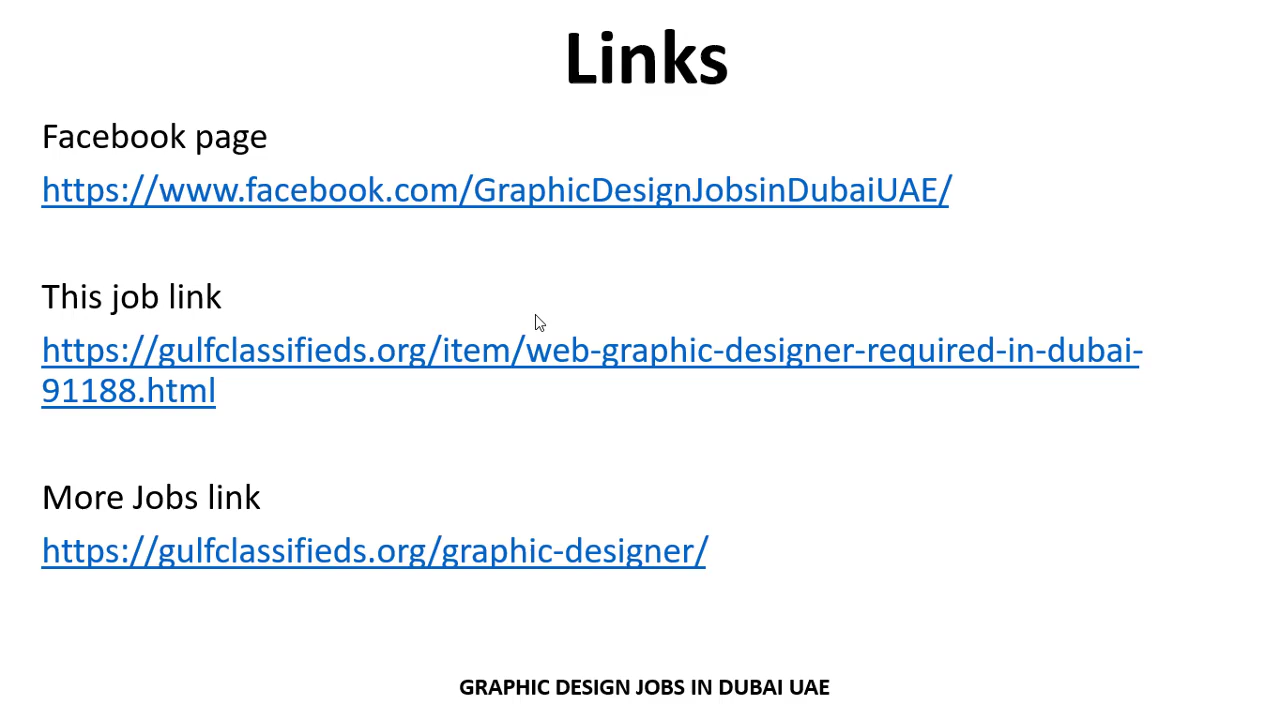 Links
Facebook page
https://www.facebook.com/GraphicDesignJobsinDubaiUAE/
This job link
https://gulfclassifieds.org/item/web-graphic-designer-required-in-dubai-
91188.html
More Jobs link
https://gulfclassifieds.org/graphic-designer/
GRAPHIC DESIGN JOBS IN DUBAI UAE